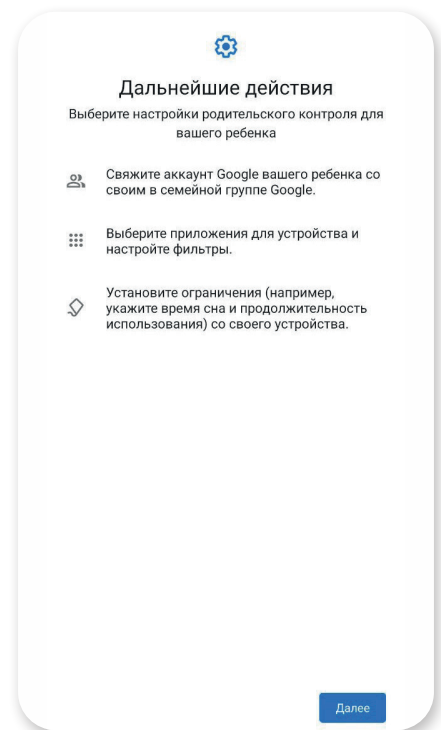 Дальнейшие действия
Выберите настройки родительского контроля для
вашего ребенка
Свяжите аккаунт Google вашего ребенка со
своим в семейной группе Google.
Выберите приложения для устройства и
настройте фильтры.
Установите ограничения (например,
укажите время сна и продолжительность
использования) со своего устройства.
Далее